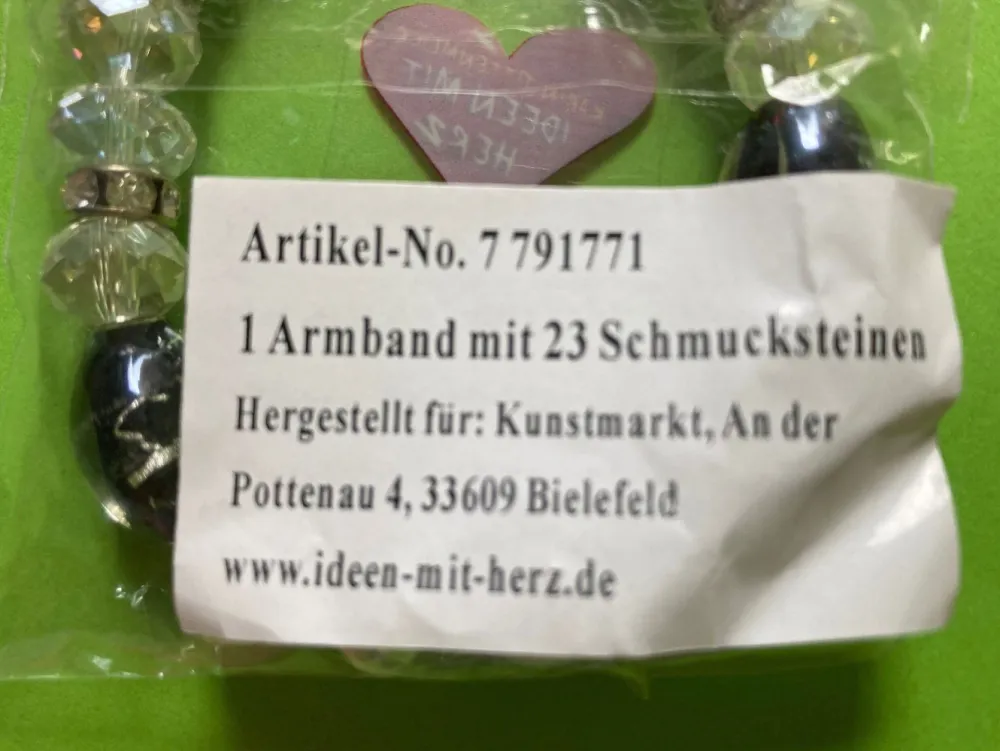 IDEEN MIT
HERZ
Artikel-No. 7 791771
1 Armband mit 23 Schmucksteinen
Hergestellt für: Kunstmarkt, An der
Pottenau 4, 33609 Bielefeld
www.ideen-mit-herz.de